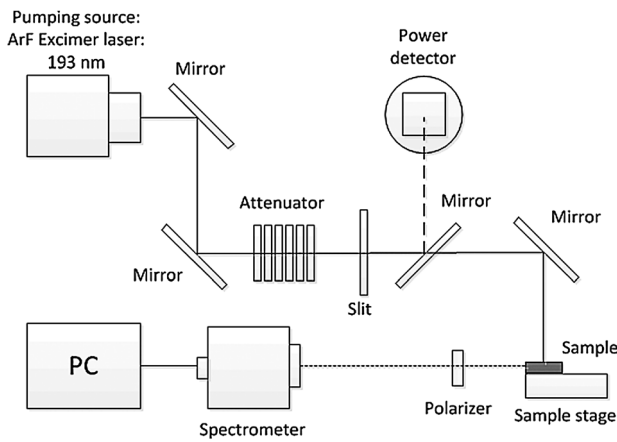 Pumping source:
ArF Excimer laser:
193 nm
Mirror
Power
detector
Mirror
Attenuator
Mirror
Mirror
Slit
PC
Spectrometer
Polarizer
Sample
Sample stage